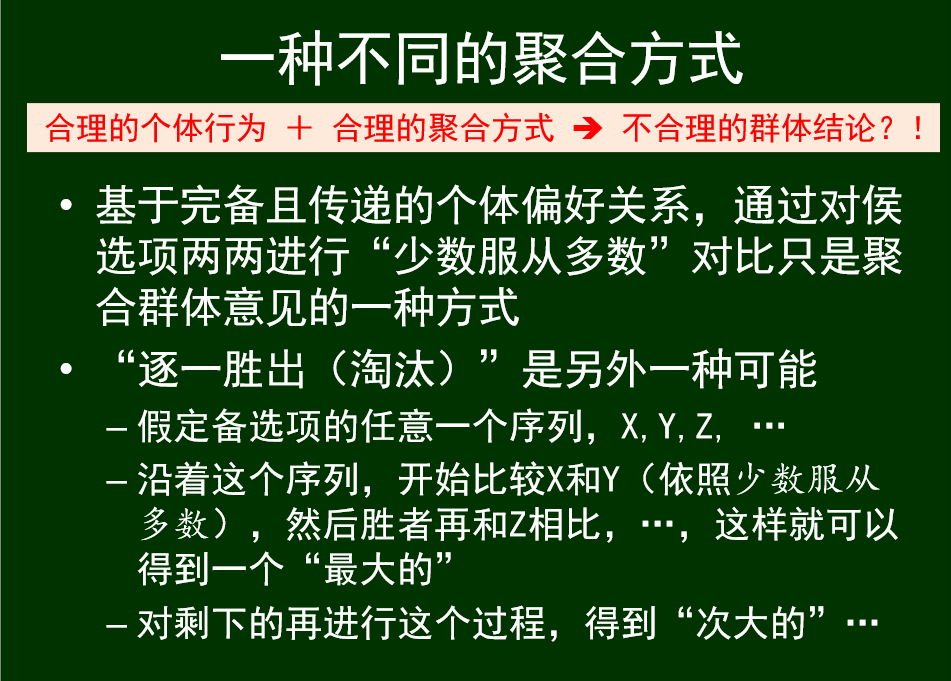 一种不同的聚合方式
合理的个体行为 ＋ 合理的聚合方式 ➔ 不合理的群体结论？！
• 基于完备且传递的个体偏好关系，通过对侯
选项两两进行“少数服从多数”对比只是聚
合群体意见的一种方式
• “逐一胜出（淘汰）”是另外一种可能
– 假定备选项的任意一个序列，X,Y,Z, …
– 沿着这个序列，开始比较X和Y（依照少数服从
多数），然后胜者再和Z相比，…，这样就可以
得到一个“最大的”
– 对剩下的再进行这个过程，得到“次大的”…